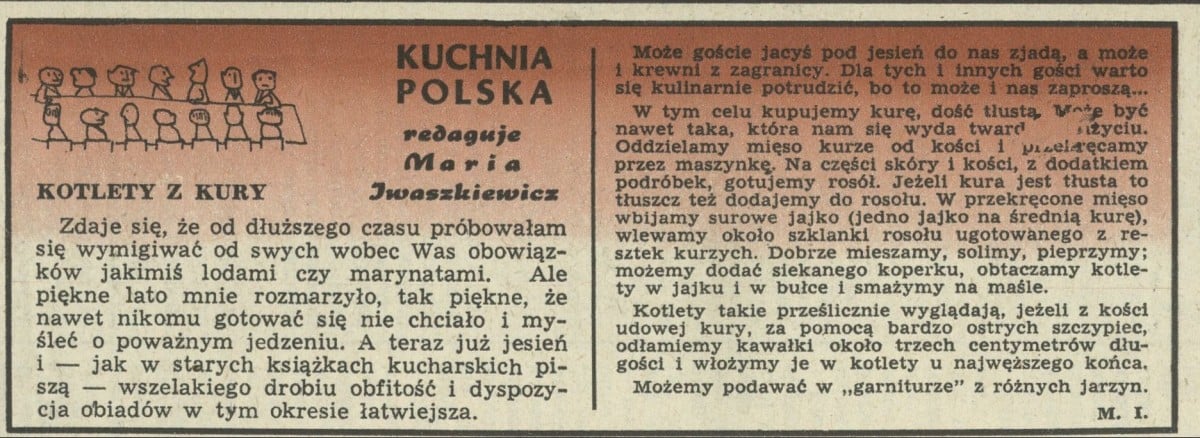 KUCHNIA
POLSKA
redaguje
Maria
Iwaszkiewicz
KOTLETY Z KURY
Zdaje się, że od dłuższego czasu próbowałam
się wymigiwać od swych wobec Was obowiąz-
ków jakimiś lodami czy marynatami. Ale
piękne lato mnie rozmarzyło, tak piękne, że
nawet nikomu gotować się nie chciało i my-
śleć o poważnym jedzeniu. A teraz już jesień
i — jak w starych książkach kucharskich pi-
szą — wszelakiego drobiu obfitość i dyspozy-
cja obiadów w tym okresie łatwiejsza.
Może goście jacyś pod jesień do nas zjadą, a może
i krewni z zagranicy. Dla tych i innych gości warto
się kulinarnie potrudzić, bo to może i nas zaproszą...
W tym celu kupujemy kurę, dość tłustą. Może być
nawet taka, która nam się wyda
Oddzielamy mięso kurze od kości i przekręcamy
przez maszynkę. Na części skóry i kości, z dodatkiem
podróbek, gotujemy rosół. Jeżeli kura jest tłusta to
tłuszcz też dodajemy do rosołu. W przekręcone mięso
wbijamy surowe jajko (jedno jajko na średnią kurę),
wlewamy około szklanki rosołu ugotowanego z re-
sztek kurzych. Dobrze mieszamy, solimy, pieprzymy;
możemy dodać siekanego koperku, obtaczamy kotle-
ty w jajku i w bułce i smażymy na maśle.
Kotlety takie prześlicznie wyglądają, jeżeli z kości
udowej kury, za pomocą bardzo ostrych szczypiec,
odłamiemy kawałki około trzech centymetrów dłu-
gości i włożymy je w kotlety u najwęższego końca.
Możemy podawać w „garniturze” z różnych jarzyn.
M. I.